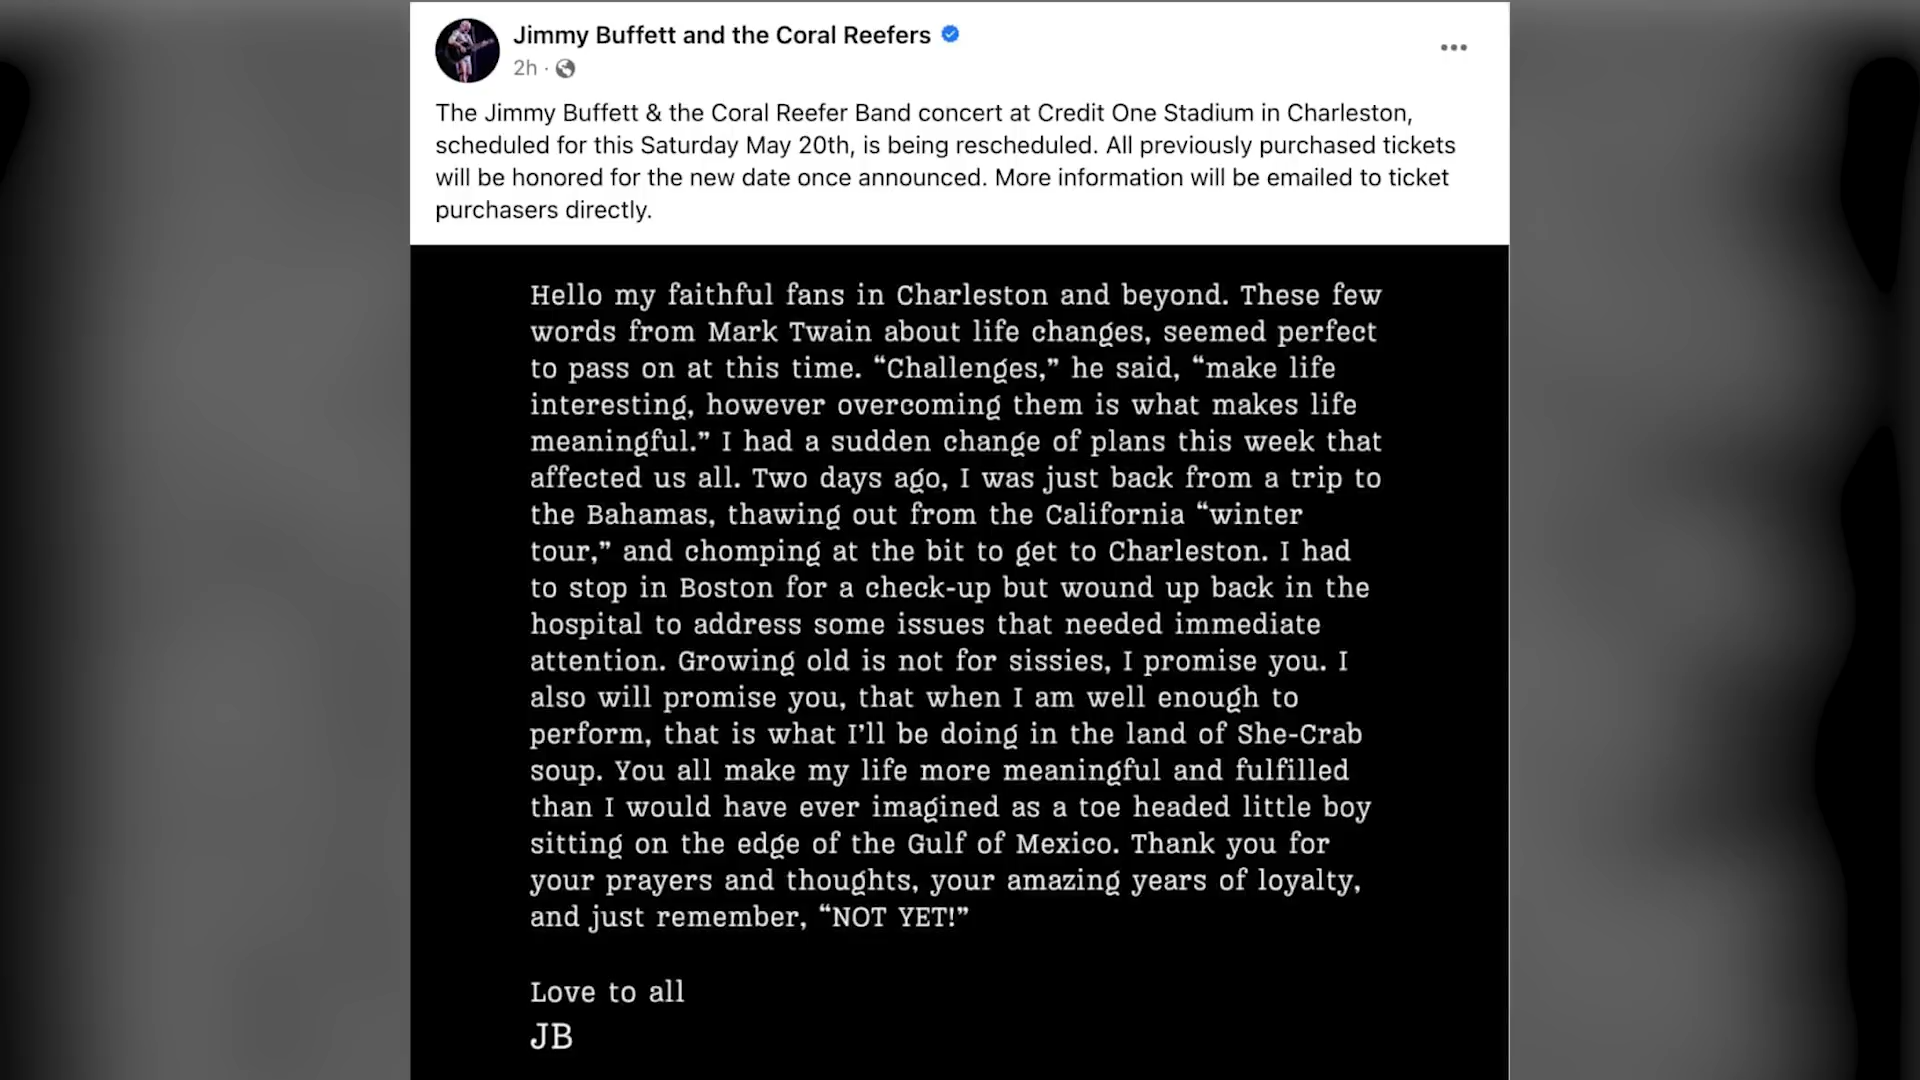 Jimmy Buffett and the Coral Reefers
2h ·
The Jimmy Buffett & the Coral Reefer Band concert at Credit One Stadium in Charleston,
scheduled for this Saturday May 20th, is being rescheduled. All previously purchased tickets
will be honored for the new date once announced. More information will be emailed to ticket
purchasers directly.
Hello my faithful fans in Charleston and beyond. These few
words from Mark Twain about life changes, seemed perfect
to pass on at this time. “Challenges,” he said, “make life
interesting, however overcoming them is what makes life
meaningful.” I had a sudden change of plans this week that
affected us all. Two days ago, I was just back from a trip to
the Bahamas, thawing out from the California “winter
tour,” and chomping at the bit to get to Charleston. I had
to stop in Boston for a check-up but wound up back in the
hospital to address some issues that needed immediate
attention. Growing old is not for sissies, I promise you. I
also will promise you, that when I am well enough to
perform, that is what I’ll be doing in the land of She-Crab
soup. You all make my life more meaningful and fulfilled
than I would have ever imagined as a toe headed little boy
sitting on the edge of the Gulf of Mexico. Thank you for
your prayers and thoughts, your amazing years of loyalty,
and just remember, “NOT YET!”
Love to all
JB